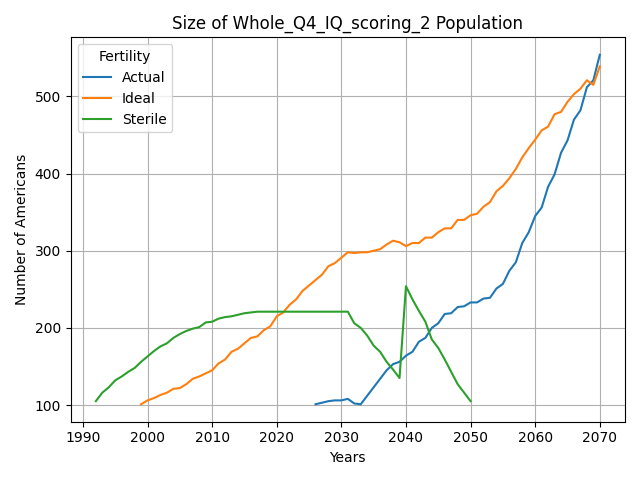 Size of Whole_Q4_IQ_scoring_2 Population
Fertility
Actual
Ideal
Sterile
Number of Americans
500
400
300
200
100
1990 2000 2010 2020 2030 2040 2050 2060 2070
Years